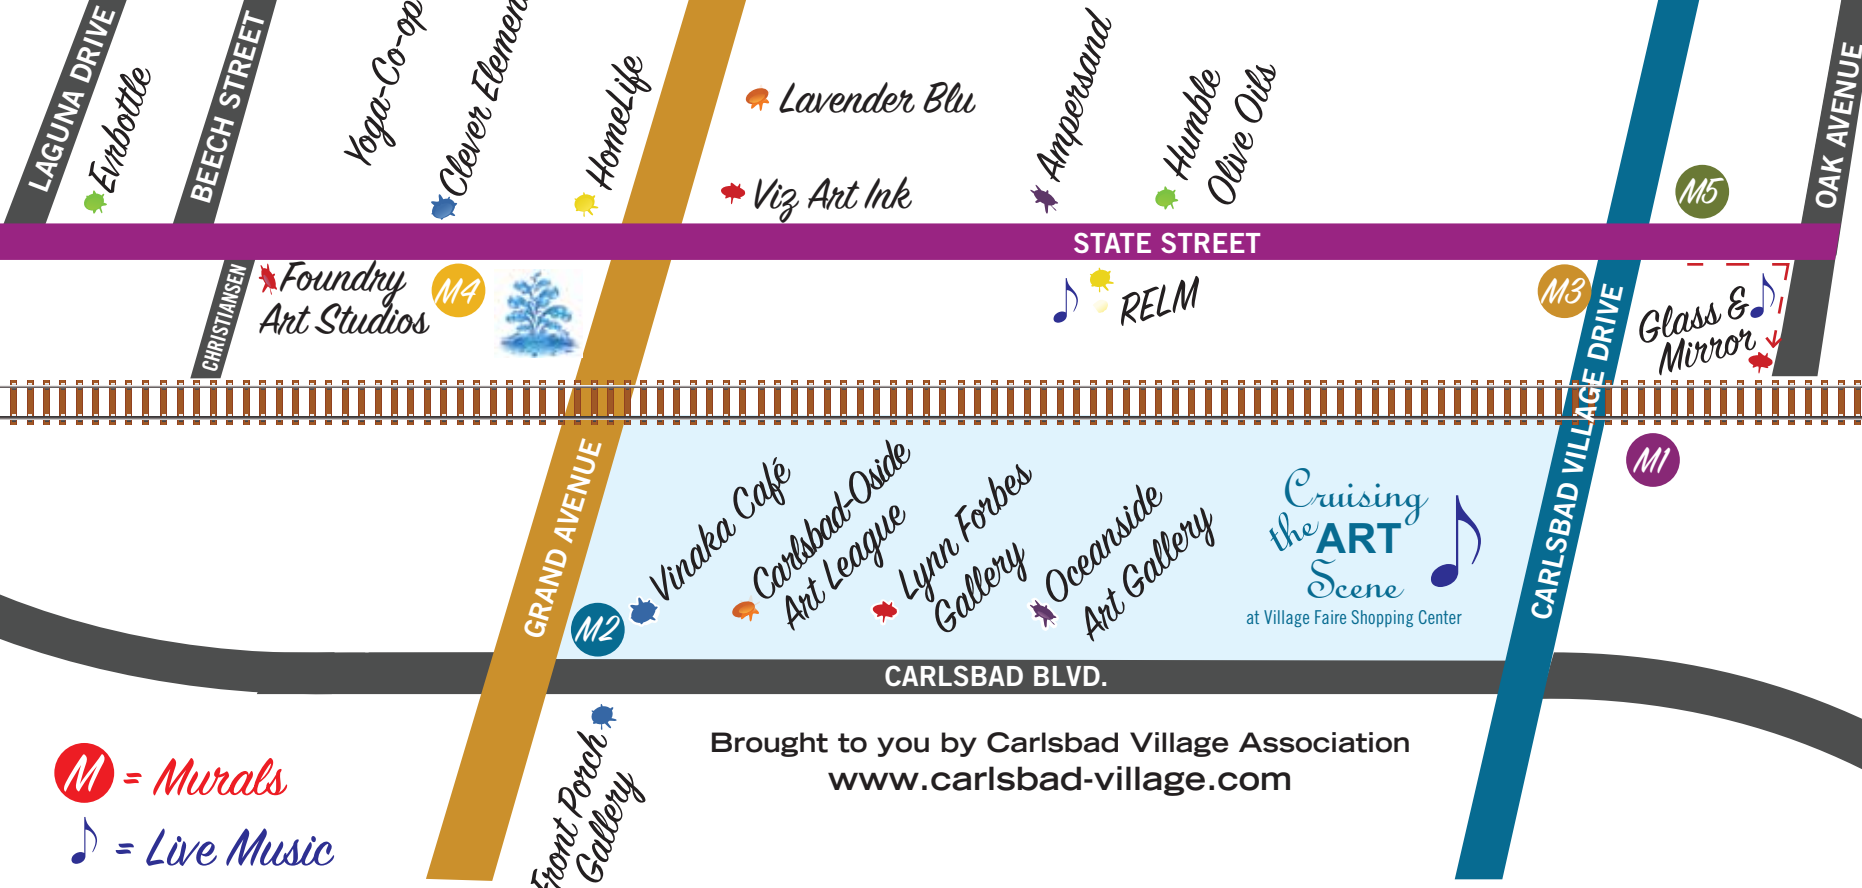 LAGUNA DRIVE
Evrbottle
BEECH STREET
Yoga-Co-op
Clever Elemen
HomeLife
Lavender Blu
Viz Art Ink
Ampersand
Humble
Olive Oils
M5
OAK AVENUE
STATE STREET
CHRISTIANSEN
Foundry
Art Studios
M4
RELM
M3
Glass &
Mirror
CARLSBAD VILLAGE DRIVE
M1
GRAND AVENUE
M2
Vinaka Café
Carlsbad-Oside
Art League
Lynn Forbes
Gallery
Oceanside
Art Gallery
Cruising
the ART
Scene
at Village Faire Shopping Center
CARLSBAD BLVD.
Front Porch
Gallery
Brought to you by Carlsbad Village Association
www.carlsbad-village.com
M = Murals
= Live Music